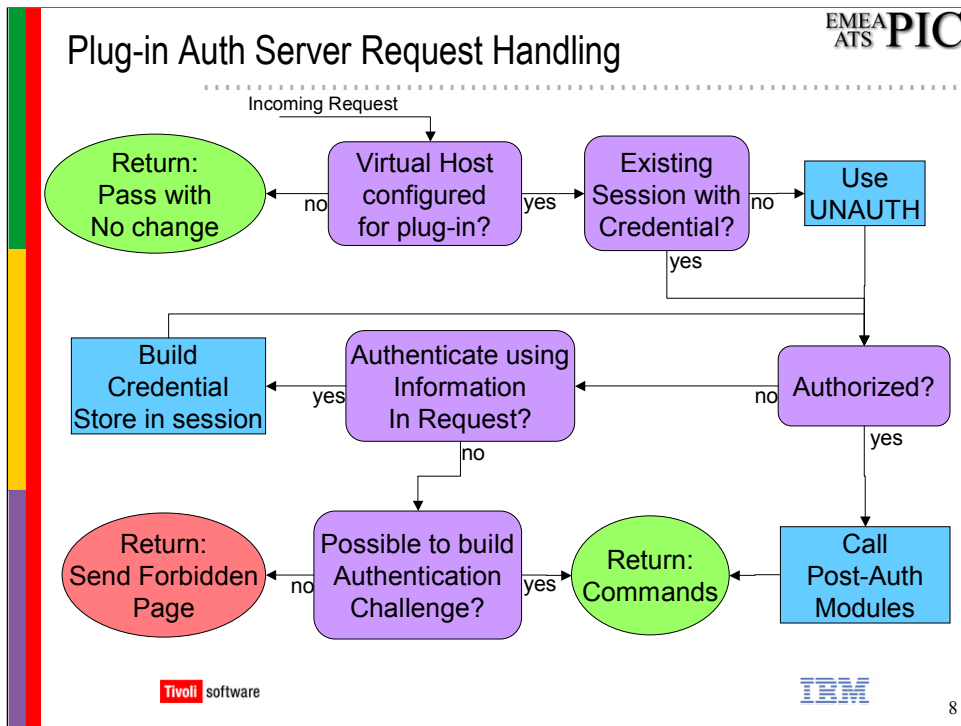 Plug-in Auth Server Request Handling
EMEA
ATS PIC
Incoming Request
Return:
Pass with
No change
no
Virtual Host
configured
for plug-in?
yes
Existing
Session with
Credential?
no
Use
UNAUTH
yes
Build
Credential
Store in session
yes
Authenticate using
Information
In Request?
no
Authorized?
yes
no
Return:
Send Forbidden
Page
no
Possible to build
Authentication
Challenge?
yes
Return:
Commands
Call
Post-Auth
Modules
Tivoli software
IBM
8